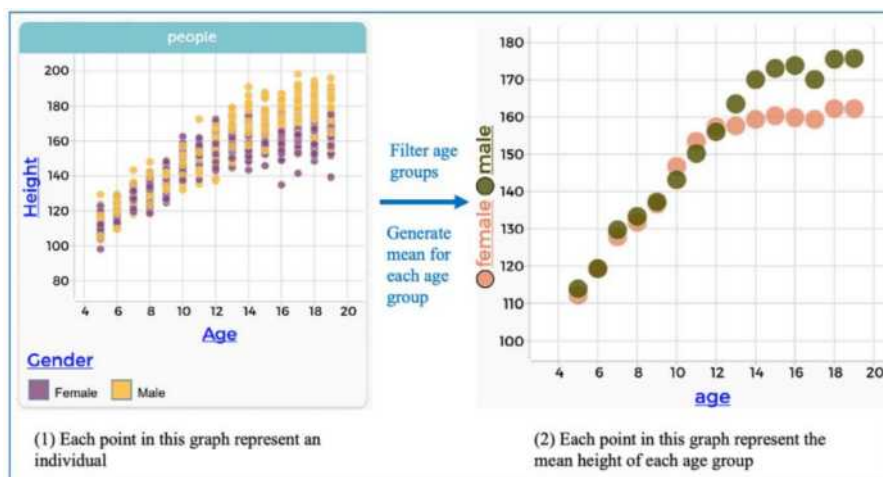 people
200
180
160
140
120
100
80
Height
4 6 8 10 12 14 16 18 20
Age
Gender
Female Male
(1) Each point in this graph represent an
individual
Filter age
groups
Generate
mean for
each age
group
180
170
160
150
140
130
120
110
100
female male
4 6 8 10 12 14 16 18 20
age
(2) Each point in this graph represent the
mean height of each age group